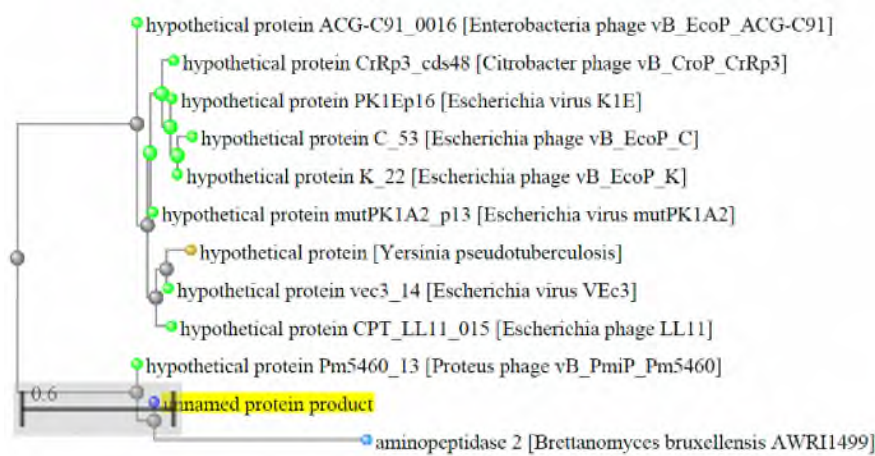 hypothetical protein ACG-C91_0016 [Enterobacteria phage vB_EcoP_ACG-C91]
hypothetical protein CrRp3_cds48 [Citrobacter phage vB_CroP_CrRp3]
hypothetical protein PK1Ep16 [Escherichia virus K1E]
hypothetical protein C_53 [Escherichia phage vB_EcoP_C]
hypothetical protein K_22 [Escherichia phage vB_EcoP_K]
hypothetical protein mutPK1A2_p13 [Escherichia virus mutPK1A2]
hypothetical protein [Yersinia pseudotuberculosis]
hypothetical protein vec3_14 [Escherichia virus VEc3]
hypothetical protein CPT_LL11_015 [Escherichia phage LL11]
hypothetical protein Pm5460_13 [Proteus phage vB_PmiP_Pm5460]
0.6
unnamed protein product
aminopeptidase 2 [Brettanomyces bruxellensis AWRI1499]